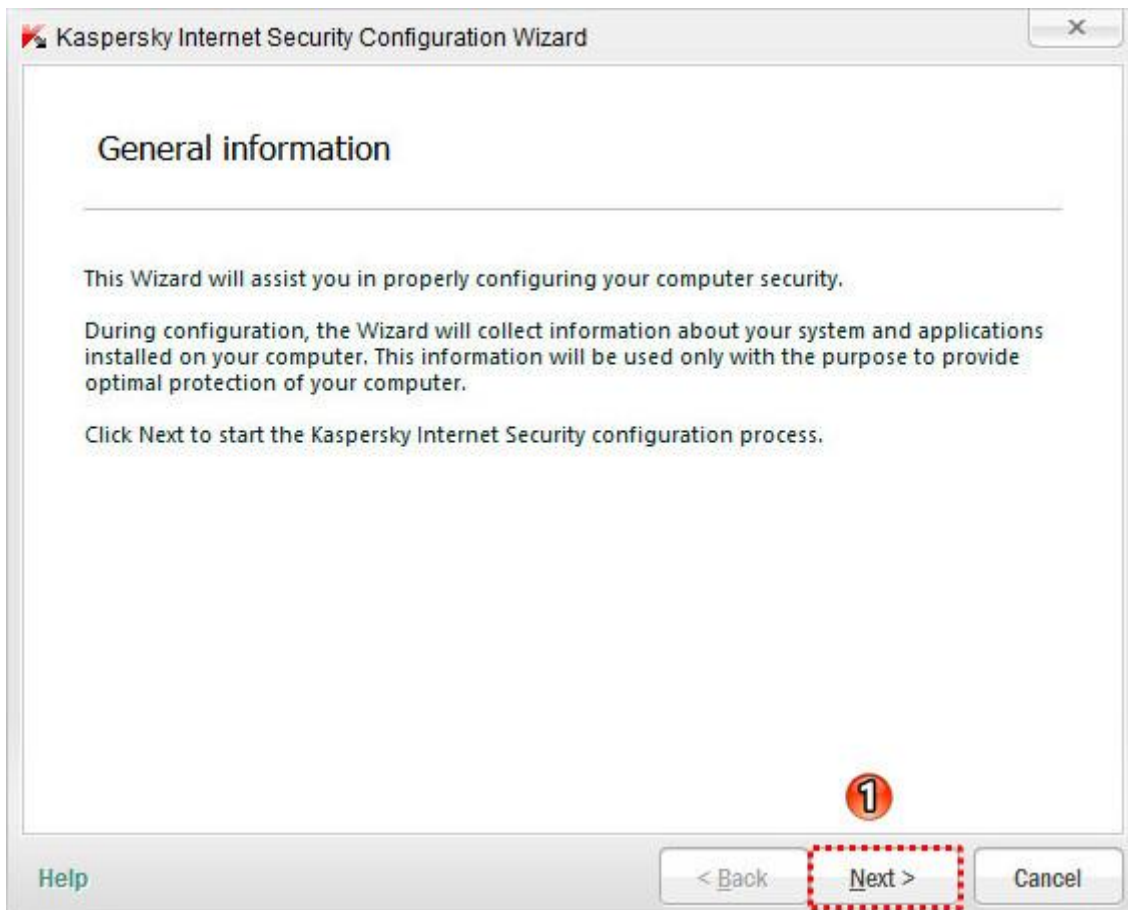 Kaspersky Internet Security Configuration Wizard
General information
This Wizard will assist you in properly configuring your computer security.
During configuration, the Wizard will collect information about your system and applications
installed on your computer. This information will be used only with the purpose to provide
optimal protection of your computer.
Click Next to start the Kaspersky Internet Security configuration process.
1
Help
< Back
Next >
Cancel